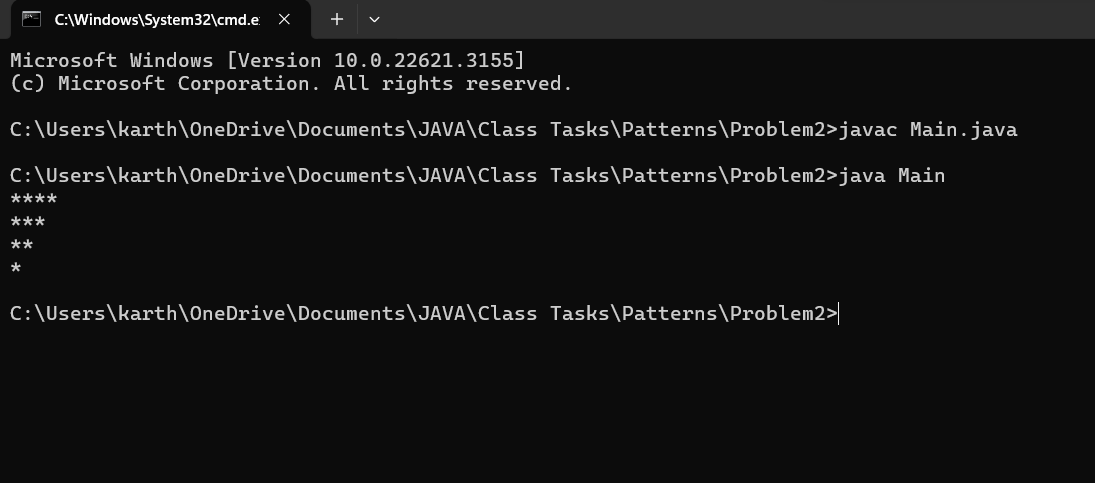 C:\Windows\System32\cmd.e
Microsoft Windows [Version 10.0.22621.3155]
(c) Microsoft Corporation. All rights reserved.
C:\Users\karth\OneDrive\Documents\JAVA\Class Tasks\Patterns\Problem2>javac Main.java
C:\Users\karth\OneDrive\Documents\JAVA\Class Tasks\Patterns\Problem2>java Main
****
***
**
*
C:\Users\karth\OneDrive\Documents\JAVA\Class Tasks\Patterns\Problem2>